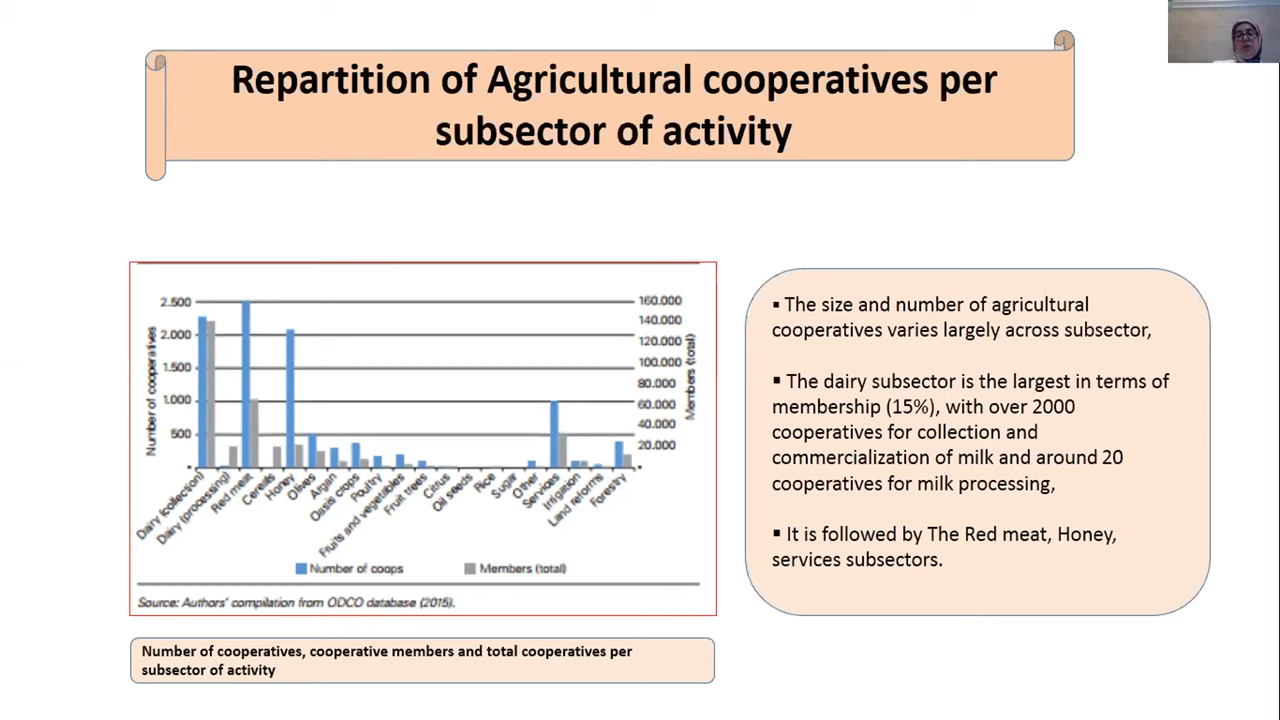 Repartition of Agricultural cooperatives per
subsector of activity
2.500
2.000
1.500
1.000
500
-
Number of cooperatives
160.000
140.000
120.000
100.000
80.000
60.000
40.000
20.000
-
Members (total)
Dairy (collection)
Dairy (processing)
Red meat
Cereals
Honey
Olives
Argan
Oasis crops
Poultry
Fruits and vegetables
Fruit trees
Citrus
Oil seeds
Rice
Sugar
Other
Services
Irrigation
Land reforms
Forestry
Number of coops
Members (total)
Source: Authors' compilation from ODCO database (2015).
Number of cooperatives, cooperative members and total cooperatives per
subsector of activity
▪ The size and number of agricultural
cooperatives varies largely across subsector,
▪ The dairy subsector is the largest in terms of
membership (15%), with over 2000
cooperatives for collection and
commercialization of milk and around 20
cooperatives for milk processing,
▪ It is followed by The Red meat, Honey,
services subsectors.